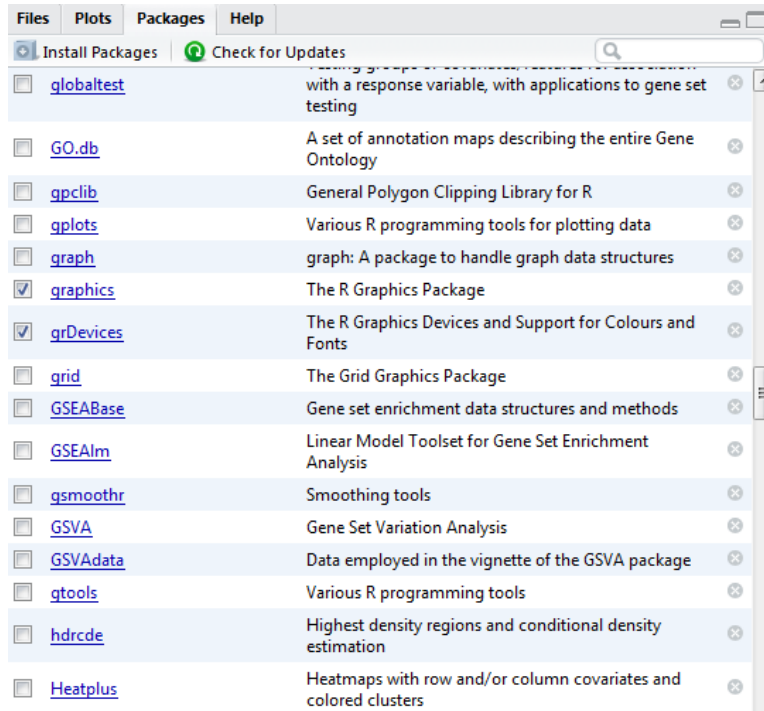 Files Plots Packages Help
Install Packages Check for Updates
globaltest with a response variable, with applications to gene set
testing
GO.db A set of annotation maps describing the entire Gene
Ontology
gpclib General Polygon Clipping Library for R
gplots Various R programming tools for plotting data
graph graph: A package to handle graph data structures
graphics The R Graphics Package
grDevices The R Graphics Devices and Support for Colours and
Fonts
grid The Grid Graphics Package
GSEABase Gene set enrichment data structures and methods
GSEAlm Linear Model Toolset for Gene Set Enrichment
Analysis
gsmoothr Smoothing tools
GSVA Gene Set Variation Analysis
GSVAdata Data employed in the vignette of the GSVA package
gtools Various R programming tools
hdrcde Highest density regions and conditional density
estimation
Heatplus Heatmaps with row and/or column covariates and
colored clusters